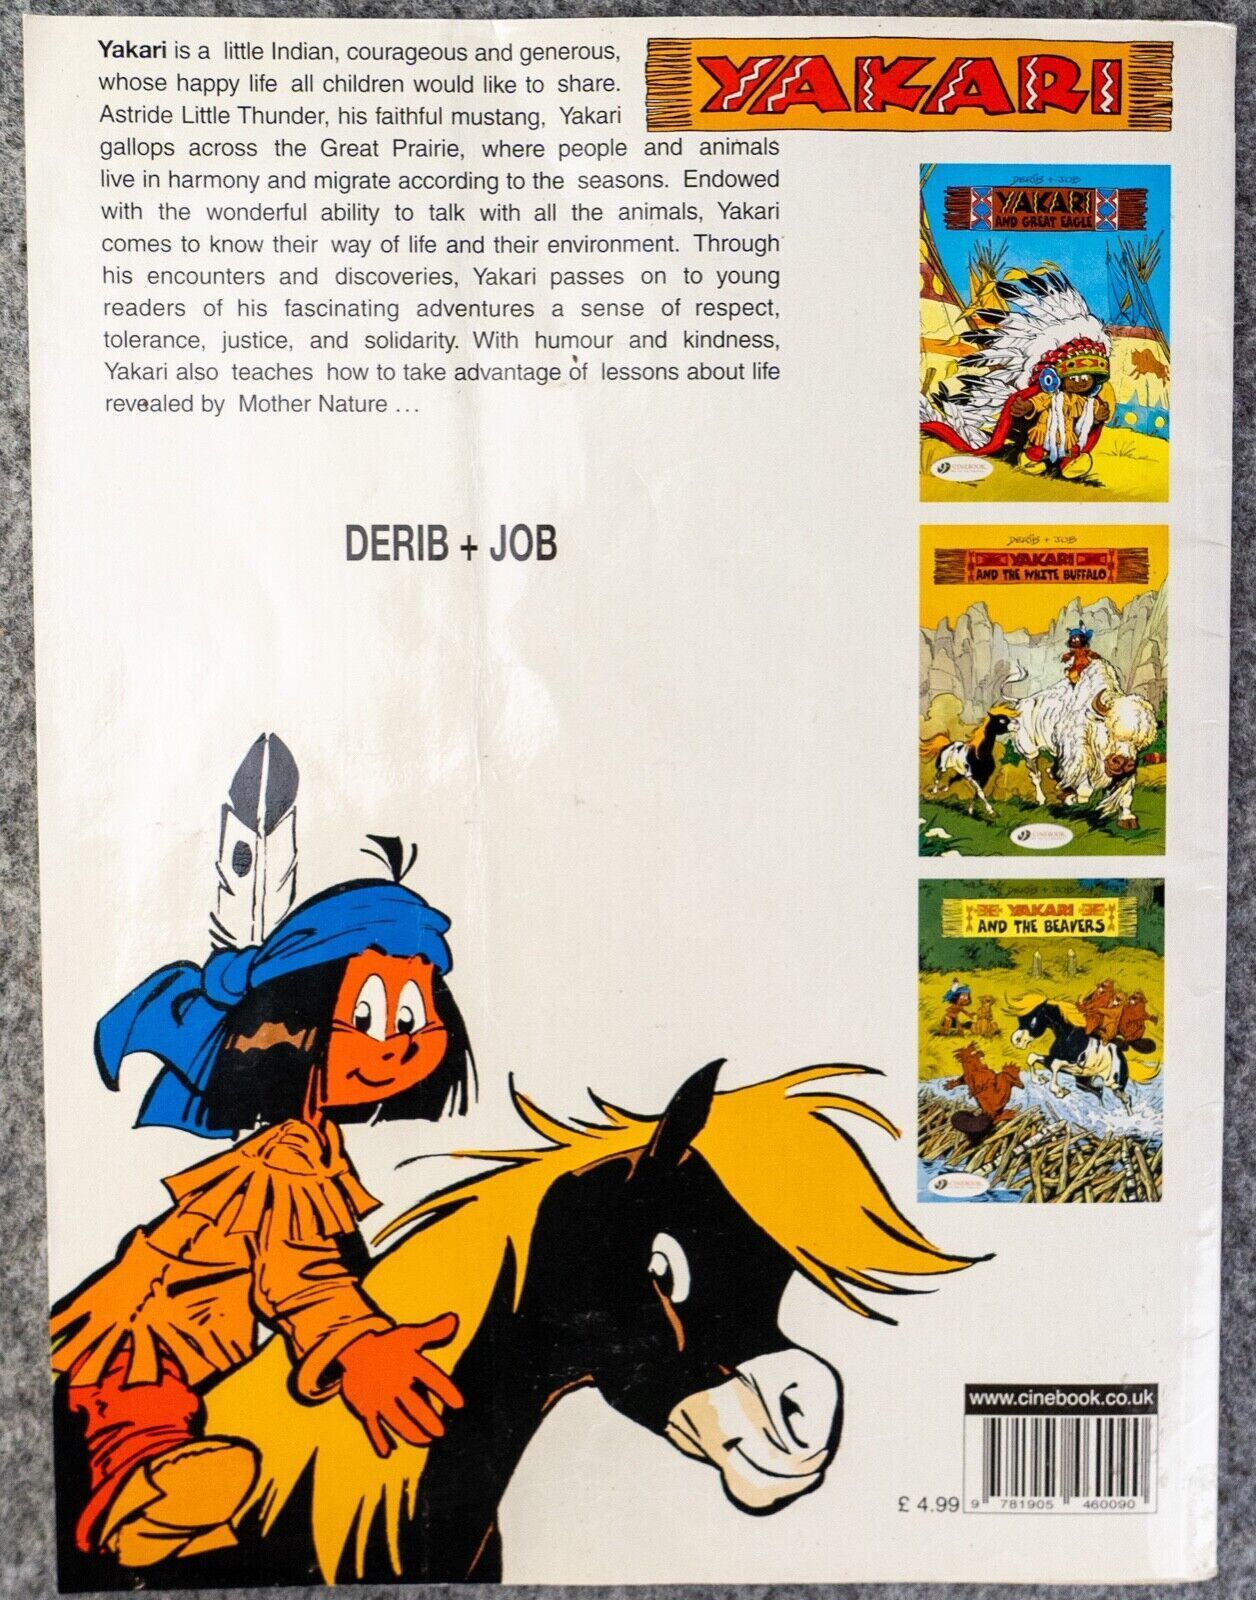 Yakari is a little Indian, courageous and generous,
whose happy life all children would like to share.
Astride Little Thunder, his faithful mustang, Yakari
gallops across the Great Prairie, where people and animals
live in harmony and migrate according to the seasons. Endowed
with the wonderful ability to talk with all the animals, Yakari
comes to know their way of life and their environment. Through
his encounters and discoveries, Yakari passes on to young
readers of his fascinating adventures a sense of respect,
tolerance, justice, and solidarity. With humour and kindness,
Yakari also teaches how to take advantage of lessons about life
revealed by Mother Nature ...
DERIB + JOB
YAKARI
DERIB + JOB
YAKARI
AND GREAT EAGLE
CINEBOOK
DERIB + JOB
YAKARI
AND THE WHITE BUFFALO
CINEBOOK
DERIB + JOB
YAKARI
AND THE BEAVERS
CINEBOOK
www.cinebook.co.uk
£ 4.99
9 781905 460090